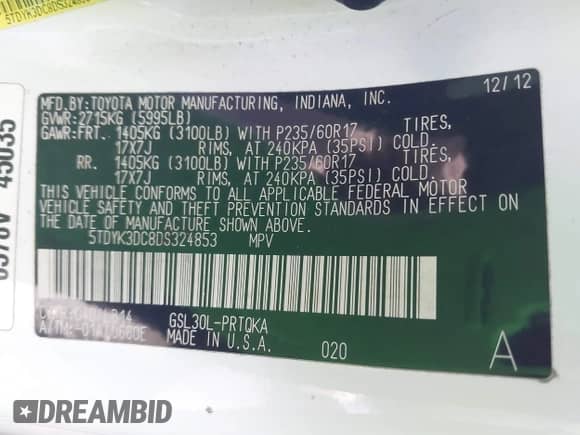 5TDYK3DC8DS324853
45035
12/12
MFD.BY:TOYOTA MOTOR MANUFACTURING, INDIANA, INC.
GVWR:2715KG (5995LB)
GAWR:FRT. 1405KG (3100LB) WITH P235/60R17 TIRES,
17X7J RIMS, AT 240KPA (35PSI) COLD.
RR. 1405KG (3100LB) WITH P235/60R17 TIRES,
17X7J RIMS, AT 240KPA (35PSI) COLD.
THIS VEHICLE CONFORMS TO ALL APPLICABLE FEDERAL MOTOR
VEHICLE SAFETY AND THEFT PREVENTION STANDARDS IN EFFECT ON
THE DATE OF MANUFACTURE SHOWN ABOVE.
5TDYK3DC8DS324853 MPV
GSL30L-PRTQKA
MADE IN U.S.A.
020
A
DREAMBID